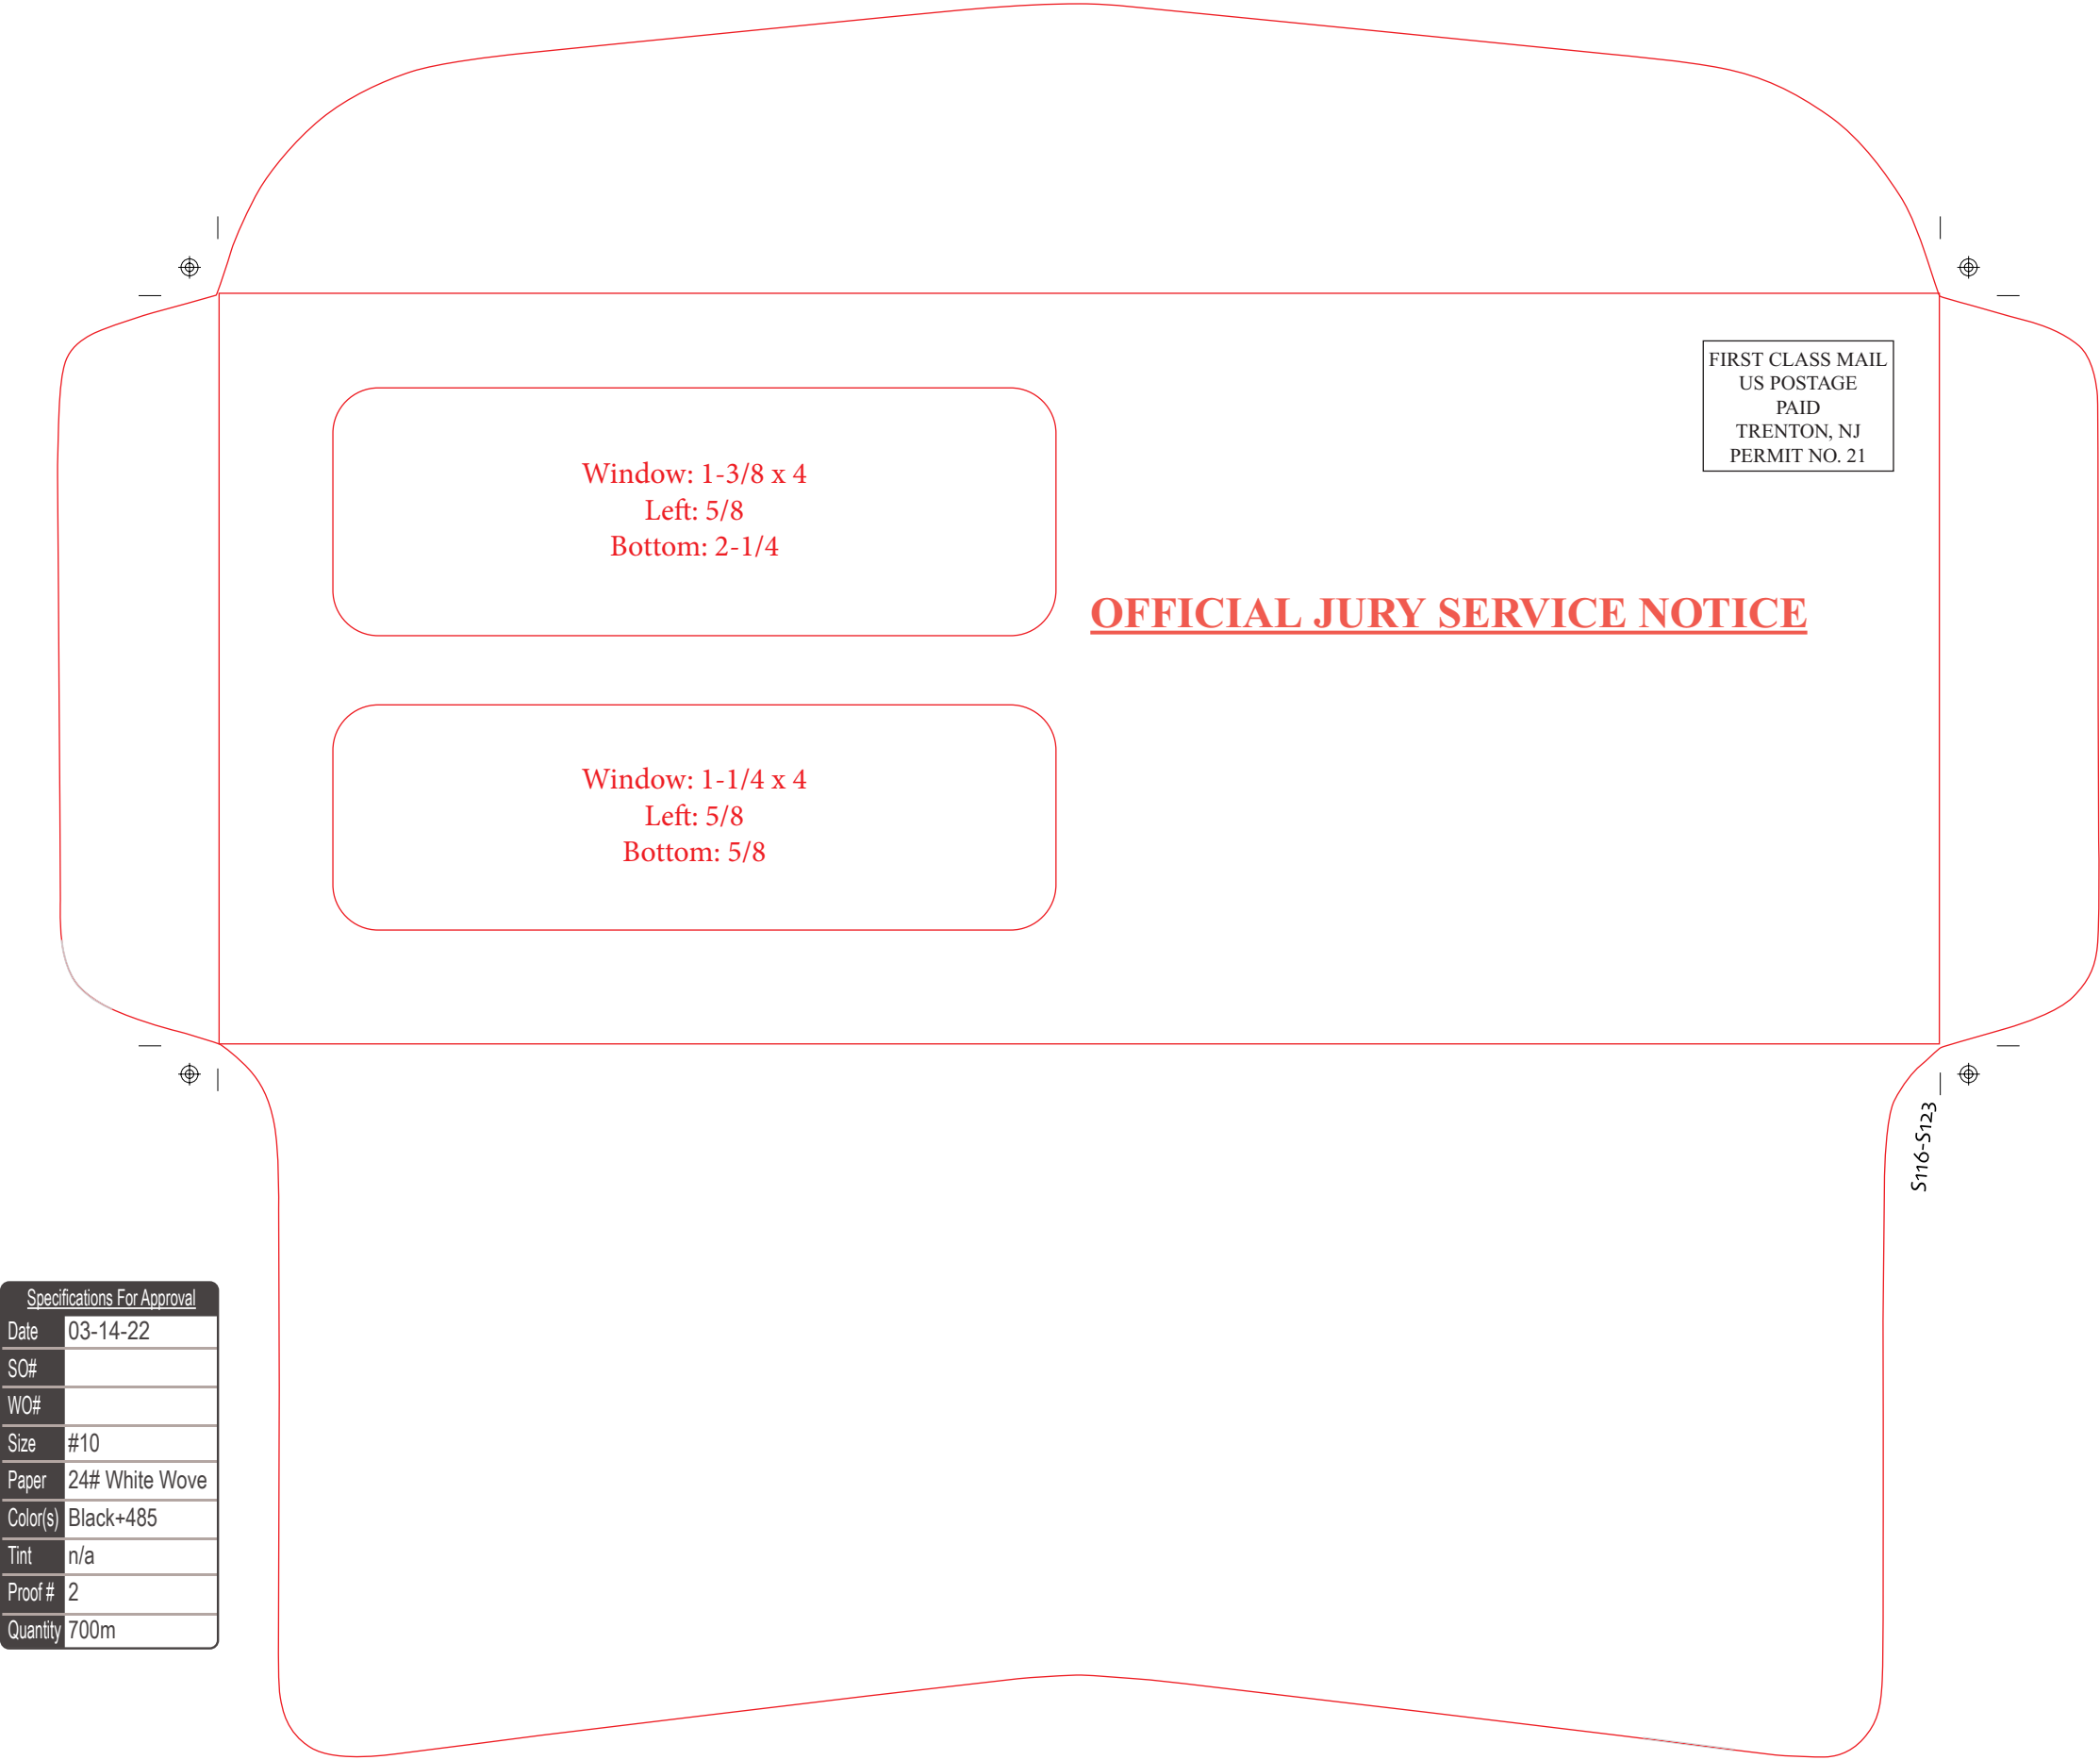 FIRST CLASS MAIL
US POSTAGE
PAID
TRENTON, NJ
PERMIT NO. 21
Window: 1-3/8 x 4
Left: 5/8
Bottom: 2-1/4
OFFICIAL JURY SERVICE NOTICE
Window: 1-1/4 x 4
Left: 5/8
Bottom: 5/8
S116-S123
Specifications For Approval
Date 03-14-22
SO#
WO#
Size #10
Paper 24# White Wove
Color(s) Black+485
Tint n/a
Proof # 2
Quantity 700m